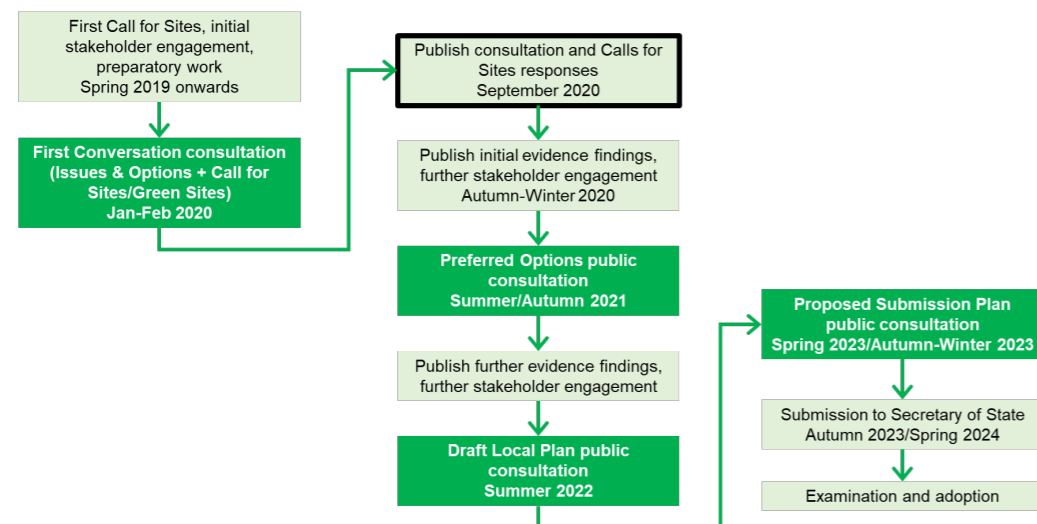 First Call for Sites, initial
stakeholder engagement,
preparatory work
Spring 2019 onwards
First Conversation consultation
(Issues & Options + Call for
Sites/Green Sites)
Jan-Feb 2020
Publish consultation and Calls for
Sites responses
September 2020
Publish initial evidence findings,
further stakeholder engagement
Autumn-Winter 2020
Preferred Options public
consultation
Summer/Autumn 2021
Publish further evidence findings,
further stakeholder engagement
Draft Local Plan public
consultation
Summer 2022
Proposed Submission Plan
public consultation
Spring 2023/Autumn-Winter 2023
Submission to Secretary of State
Autumn 2023/Spring 2024
Examination and adoption